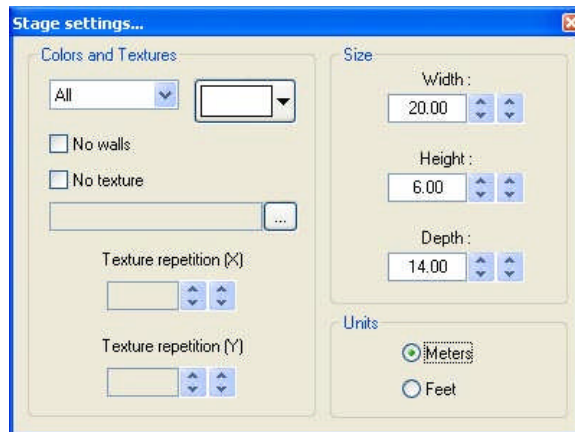 Stage settings...
Colors and Textures
All
No walls
No texture
...
Texture repetition (X)
Texture repetition (Y)
Size
Width :
20.00
Height :
6.00
Depth :
14.00
Units
Meters
Feet